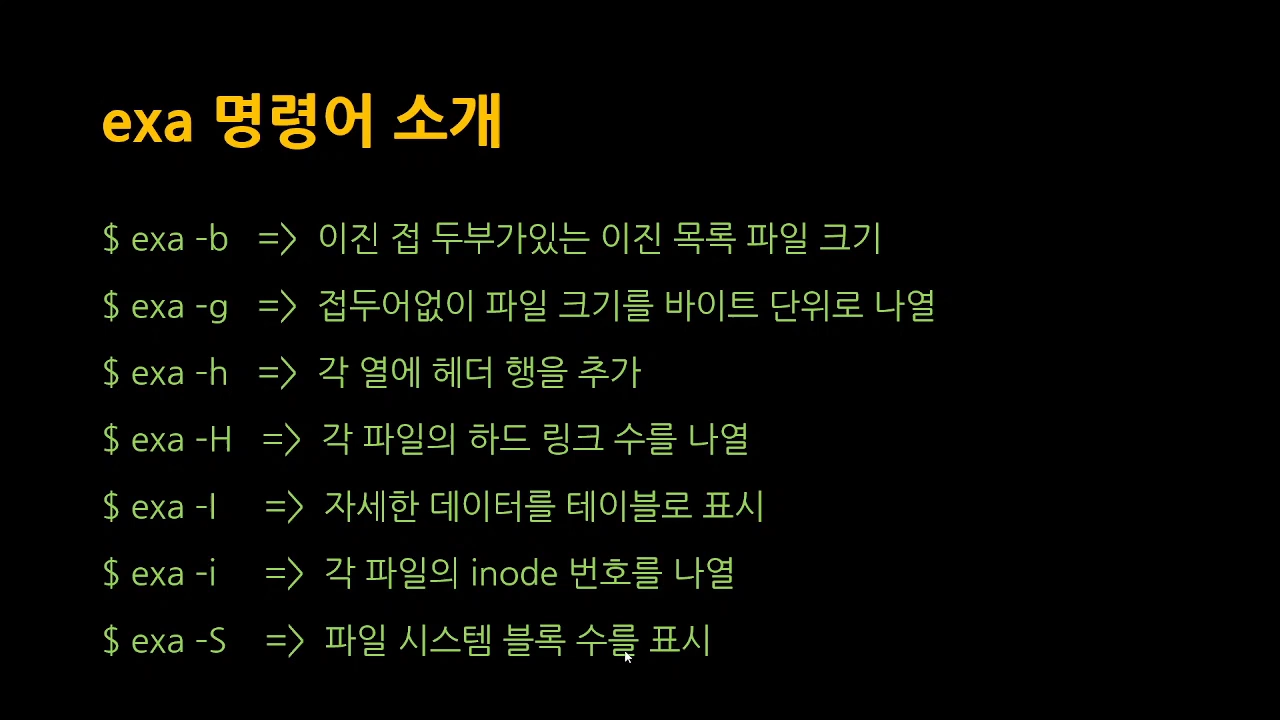 exa 명령어 소개
$ exa -b => 이진 접 두부가있는 이진 목록 파일 크기
$ exa -g => 접두어없이 파일 크기를 바이트 단위로 나열
$ exa -h => 각 열에 헤더 행을 추가
$ exa -H => 각 파일의 하드 링크 수를 나열
$ exa -l => 자세한 데이터를 테이블로 표시
$ exa -i => 각 파일의 inode 번호를 나열
$ exa -S => 파일 시스템 블록 수를 표시